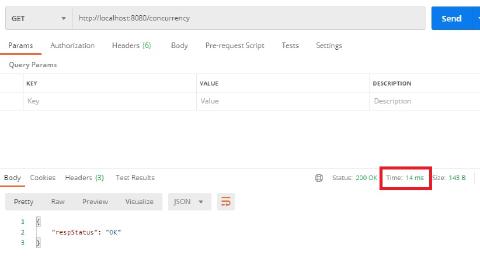 GET http://localhost:8080/concurrency Send
Params Authorization Headers (6) Body Pre-request Script Tests Settings
Query Params
KEY VALUE DESCRIPTION
Key Value Description
Body Cookies Headers (3) Test Results Status: 200 OK Time: 14 ms Size: 143 B
Pretty Raw Preview Visualize JSON
1 {
2 "respStatus": "OK"
3 }